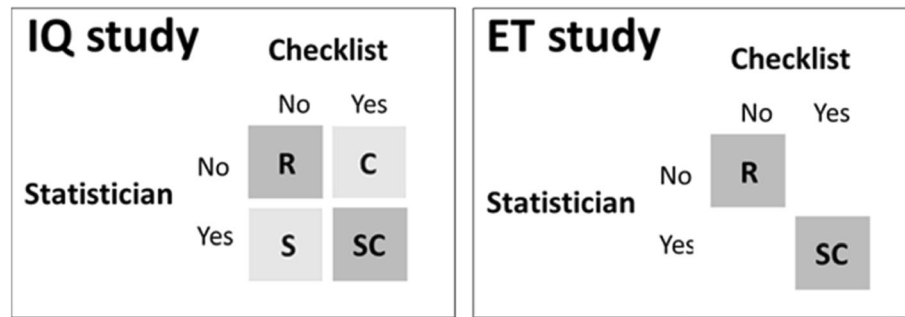 IQ study
Checklist
No Yes
Statistician
No R C
Yes S SC
ET study
Checklist
No Yes
Statistician
No R
Yes SC